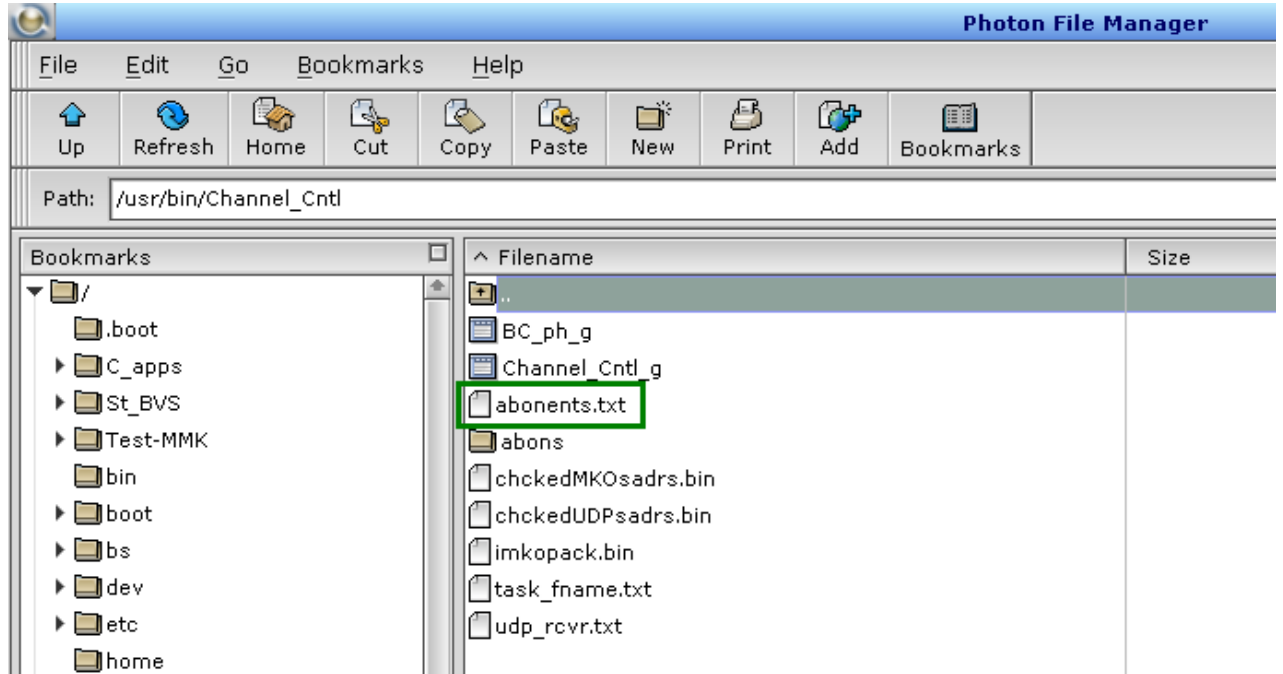 Photon File Manager
File Edit Go Bookmarks Help
Up Refresh Home Cut Copy Paste New Print Add Bookmarks
Path: /usr/bin/Channel_Cntl
Bookmarks
/
.boot
C_apps
St_BVS
Test-MMK
bin
boot
bs
dev
etc
home
^ Filename Size
..
BC_ph_g
Channel_Cntl_g
abonents.txt
abons
chckedMKOsadrs.bin
chckedUDPsadrs.bin
imkopack.bin
task_fname.txt
udp_rcvr.txt